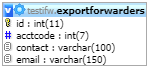 testifw.exportforwarders
id : int(11)
acctcode : int(7)
contact : varchar(100)
email : varchar(150)